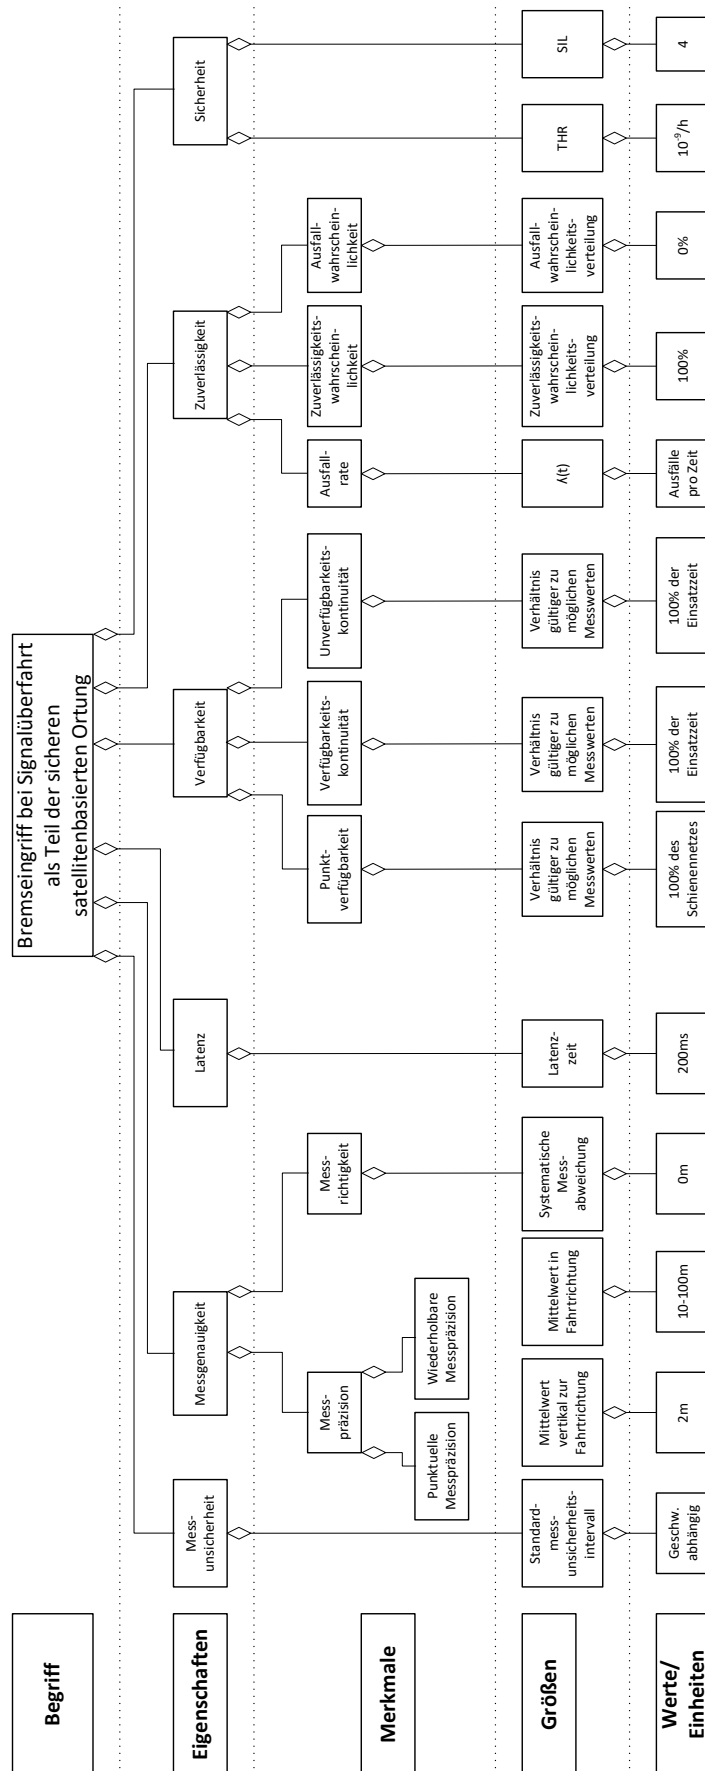 Begriff
Bremseingriff bei Signalüberfahrt
als Teil der sicheren
satellitenbasierten Ortung
Eigenschaften
Mess-
unsicherheit
Messgenauigkeit
Latenz
Verfügbarkeit
Zuverlässigkeit
Sicherheit
Merkmale
Mess-
präzision
Punktuelle
Messpräzision
Wiederholbare
Messpräzision
Mess-
richtigkeit
Punkt-
verfügbarkeit
Verfügbarkeits-
kontinuität
Unverfügbarkeits-
kontinuität
Ausfall-
rate
Zuverlässigkeits-
wahrschein-
lichkeit
Ausfall-
wahrschein-
lichkeit
Größen
Standard-
mess-
unsicherheits-
intervall
Mittelwert
vertikal zur
Fahrtrichtung
Mittelwert in
Fahrtrichtung
Systematische
Mess-
abweichung
Latenz-
zeit
Verhältnis
gültiger zu
möglichen
Messwerten
Verhältnis
gültiger zu
möglichen
Messwerten
Verhältnis
gültiger zu
möglichen
Messwerten
λ(t)
Zuverlässigkeits-
wahrschein-
lichkeits-
verteilung
Ausfall-
wahrschein-
lichkeits-
verteilung
THR
SIL
Werte/
Einheiten
Geschw.
abhängig
2m
10-100m
0m
200ms
100% des
Schienennetzes
100% der
Einsatzzeit
100% der
Einsatzzeit
Ausfälle
pro Zeit
100%
0%
10⁻⁹/h
4